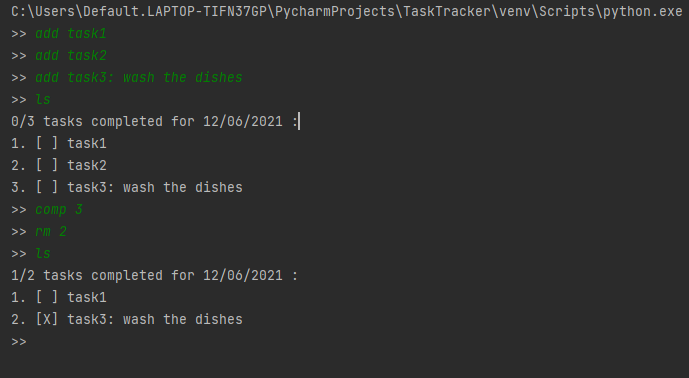 C:\Users\Default.LAPTOP-TIFN37GP\PycharmProjects\TaskTracker\venv\Scripts\python.exe
>> add task1
>> add task2
>> add task3: wash the dishes
>> ls
0/3 tasks completed for 12/06/2021 :
1. [ ] task1
2. [ ] task2
3. [ ] task3: wash the dishes
>> comp 3
>> rm 2
>> ls
1/2 tasks completed for 12/06/2021 :
1. [ ] task1
2. [X] task3: wash the dishes
>>